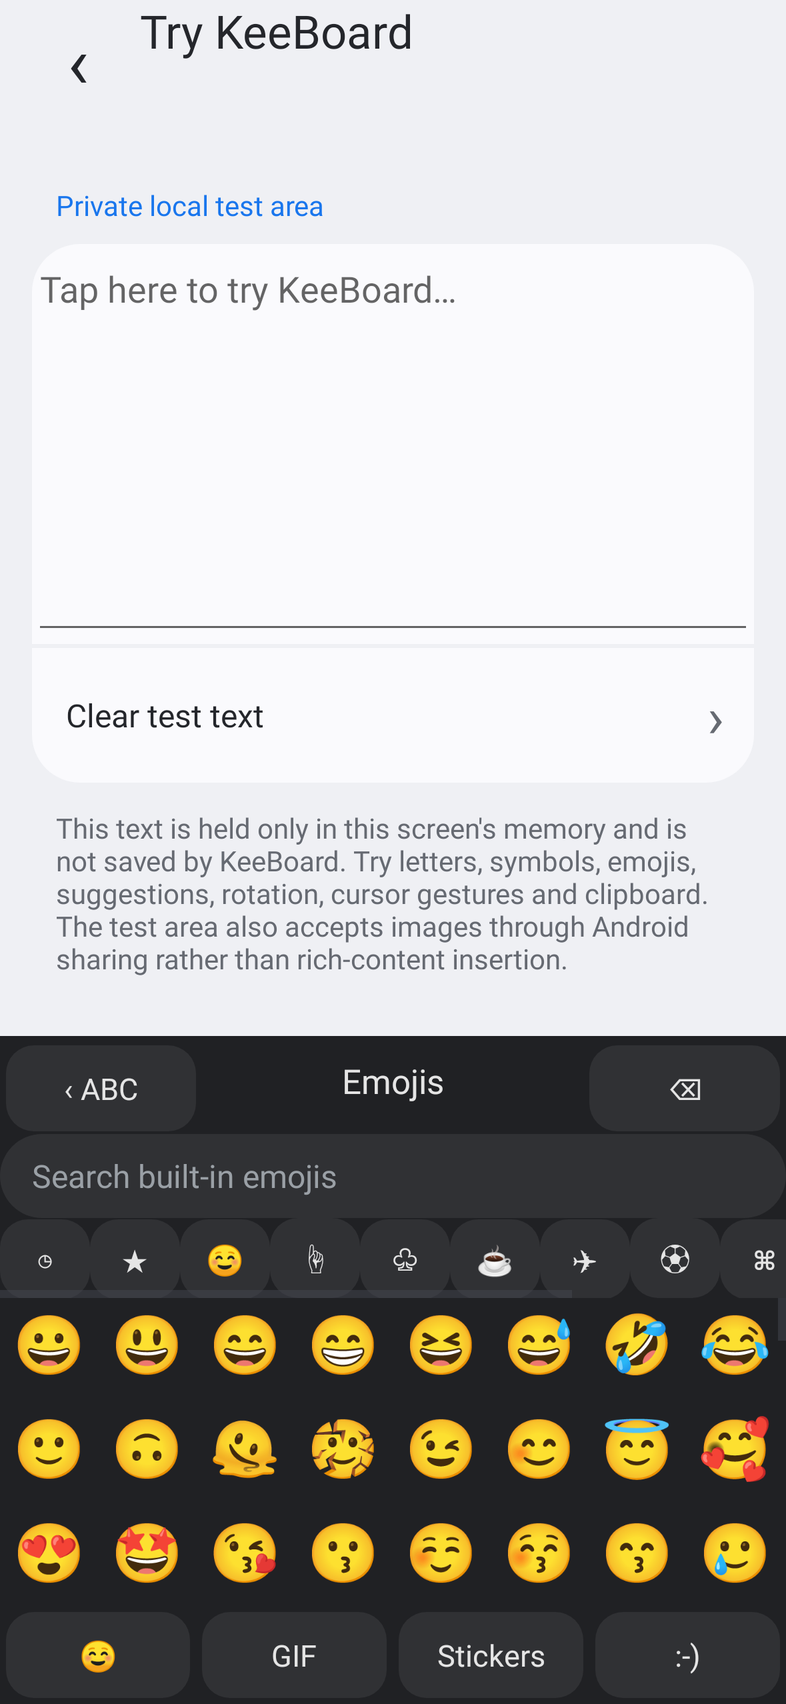 Try KeeBoard
Private local test area
Tap here to try KeeBoard...
Clear test text
This text is held only in this screen's memory and is
not saved by KeeBoard. Try letters, symbols, emojis,
suggestions, rotation, cursor gestures and clipboard.
The test area also accepts images through Android
sharing rather than rich-content insertion.
‹ ABC
Emojis
Search built-in emojis
GIF
Stickers
:-)